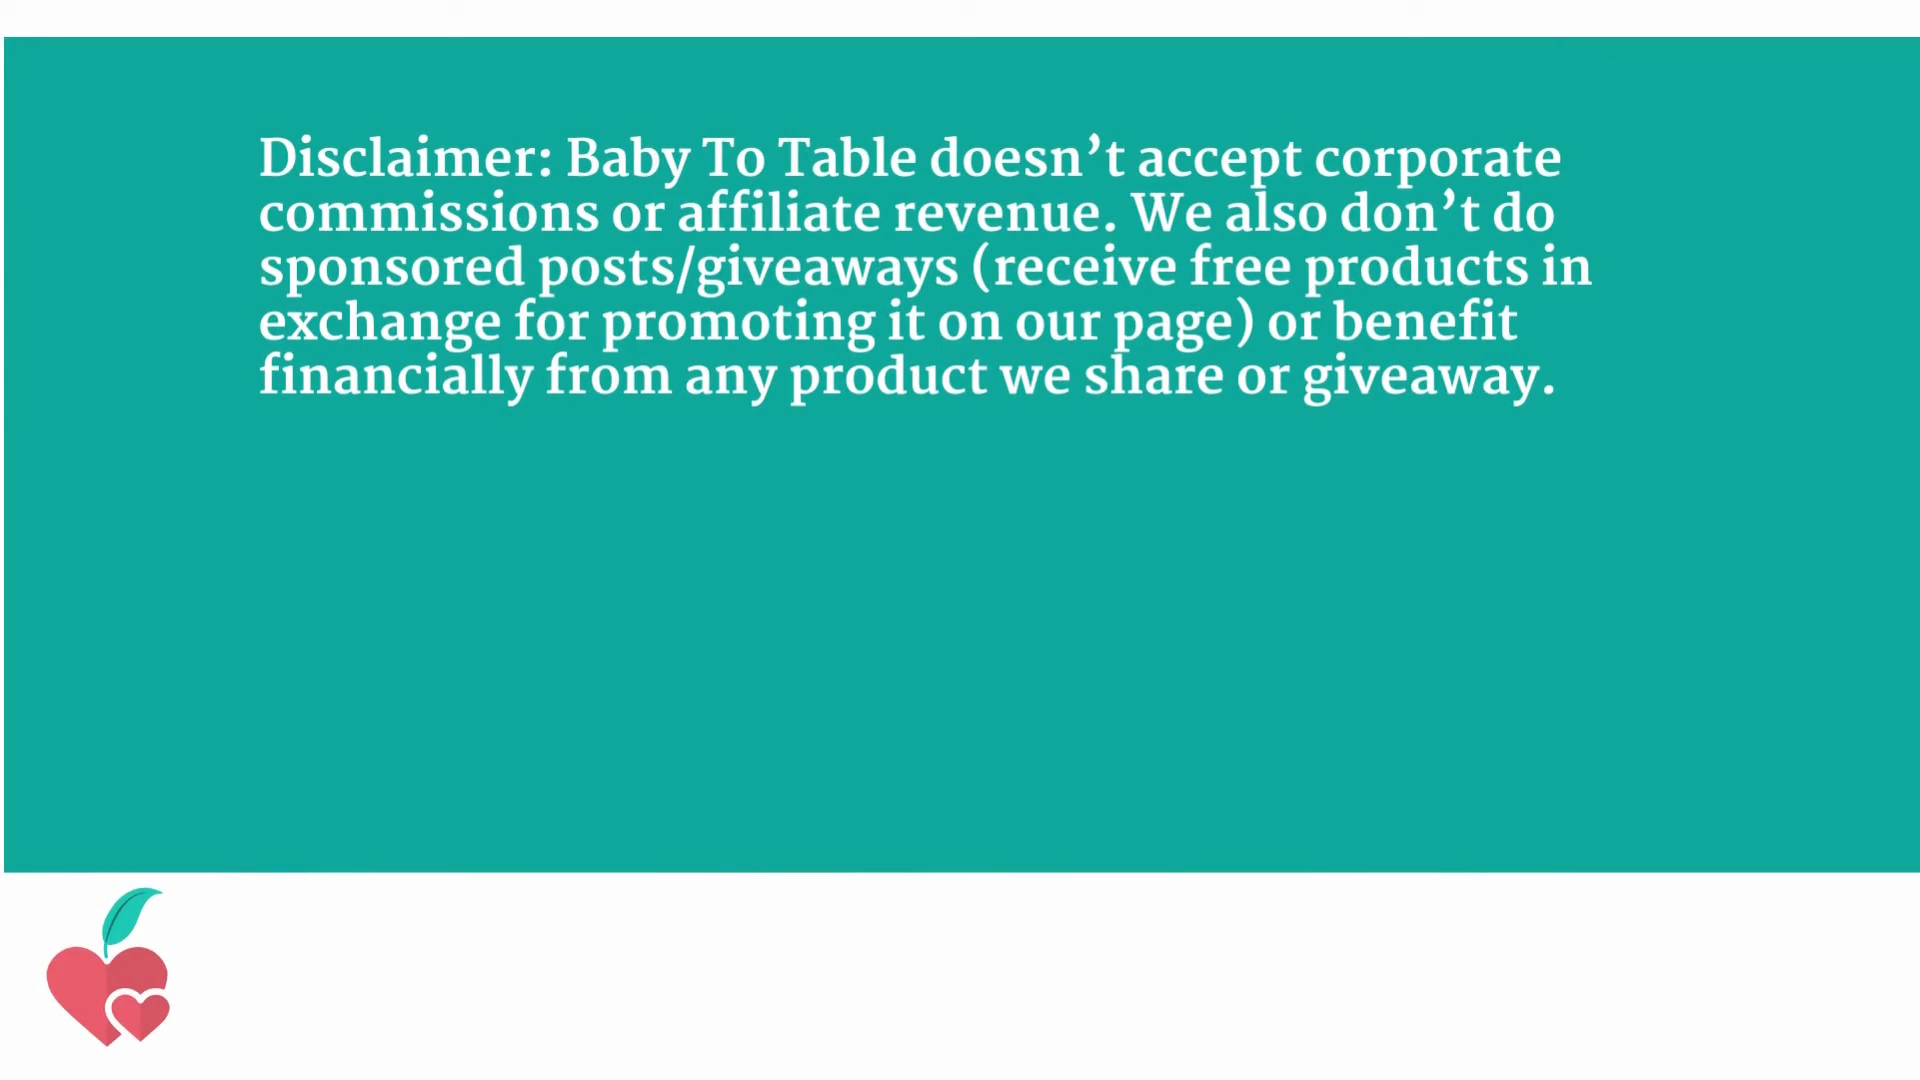 Disclaimer: Baby To Table doesn’t accept corporate
commissions or affiliate revenue. We also don’t do
sponsored posts/giveaways (receive free products in
exchange for promoting it on our page) or benefit
financially from any product we share or giveaway.